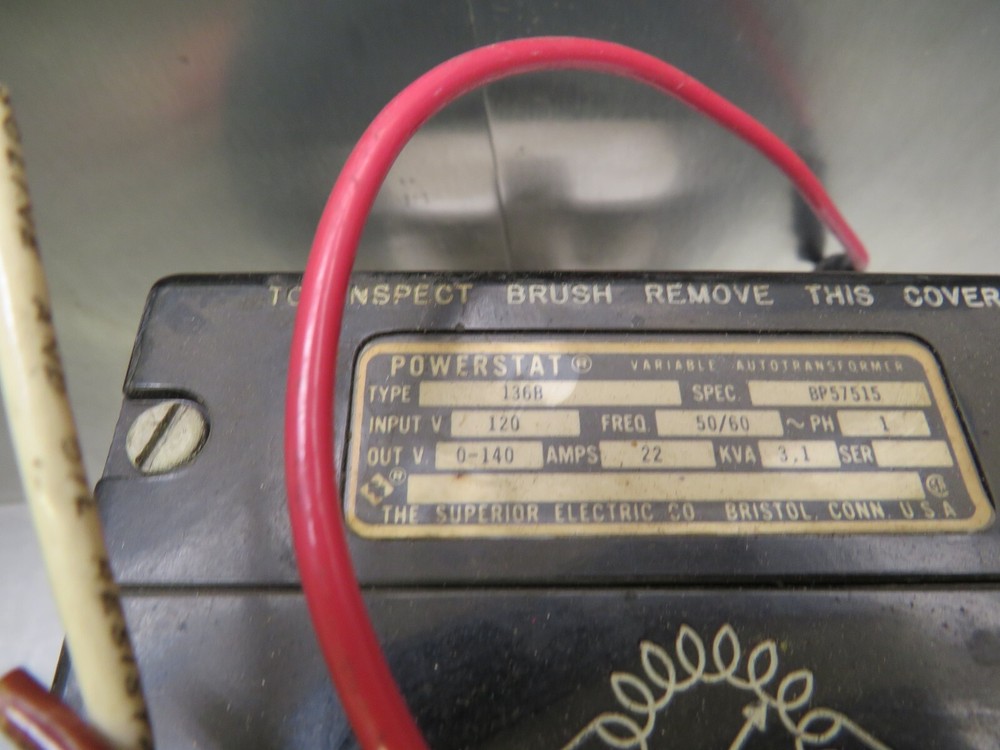 TO INSPECT BRUSH REMOVE THIS COVER
POWERSTAT® VARIABLE AUTOTRANSFORMER
TYPE 136B SPEC. BP57515
INPUT V 120 FREQ. 50/60 ~ PH 1
OUT V. 0-140 AMPS 22 KVA 3.1 SER
®
THE SUPERIOR ELECTRIC CO BRISTOL, CONN. U.S.A